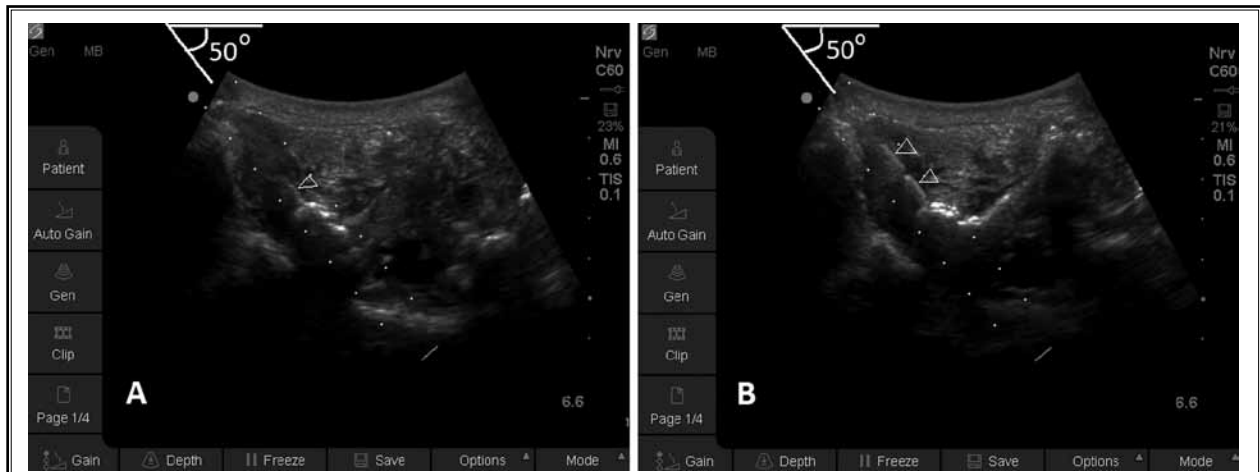 50°
Gen MB
Nrv
C60
23%
MI
0.6
TIS
0.1
Patient
Auto Gain
Gen
Clip
Page 1/4
A
6.6
Gain Depth Freeze Save Options Mode
50°
Gen MB
Nrv
C60
21%
MI
0.6
TIS
0.1
Patient
Auto Gain
Gen
Clip
Page 1/4
B
6.6
Gain Depth Freeze Save Options Mode